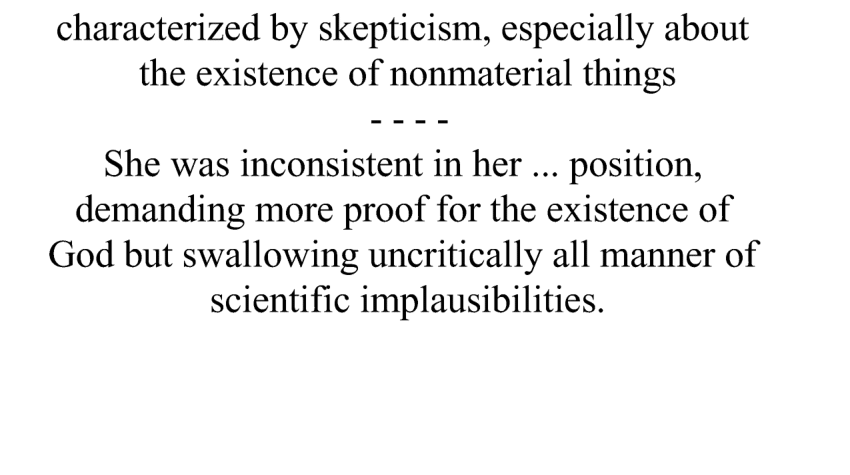 characterized by skepticism, especially about
the existence of nonmaterial things
- - - -
She was inconsistent in her ... position,
demanding more proof for the existence of
God but swallowing uncritically all manner of
scientific implausibilities.